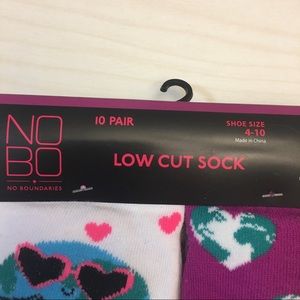 NO
BO
NO BOUNDARIES
10 PAIR
LOW CUT SOCK
SHOE SIZE
4-10
Made in China